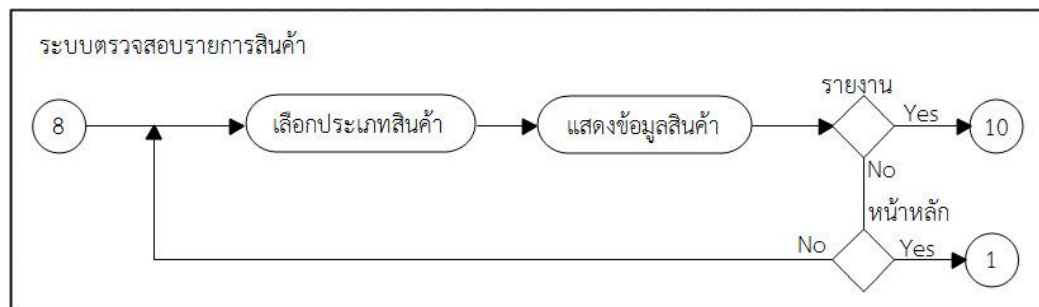 ระบบตรวจสอบรายการสินค้า
รายงาน
8
เลือกประเภทสินค้า
แสดงข้อมูลสินค้า
Yes
10
No
หน้าหลัก
No
Yes
1